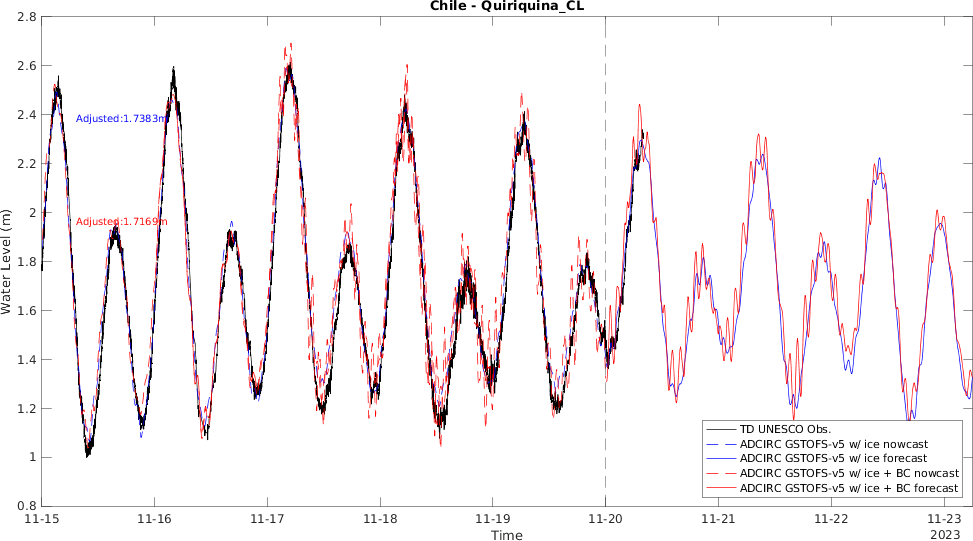 Chile - Quiriquina_CL
2.8
2.6
2.4
2.2
2
1.8
1.6
1.4
1.2
1
0.8
Water Level (m)
Adjusted:1.7383m
Adjusted:1.7169m
TD UNESCO Obs.
ADCIRC GSTOFS-v5 w/ ice nowcast
ADCIRC GSTOFS-v5 w/ ice forecast
ADCIRC GSTOFS-v5 w/ ice + BC nowcast
ADCIRC GSTOFS-v5 w/ ice + BC forecast
11-15 11-16 11-17 11-18 11-19 11-20 11-21 11-22 11-23
Time
2023